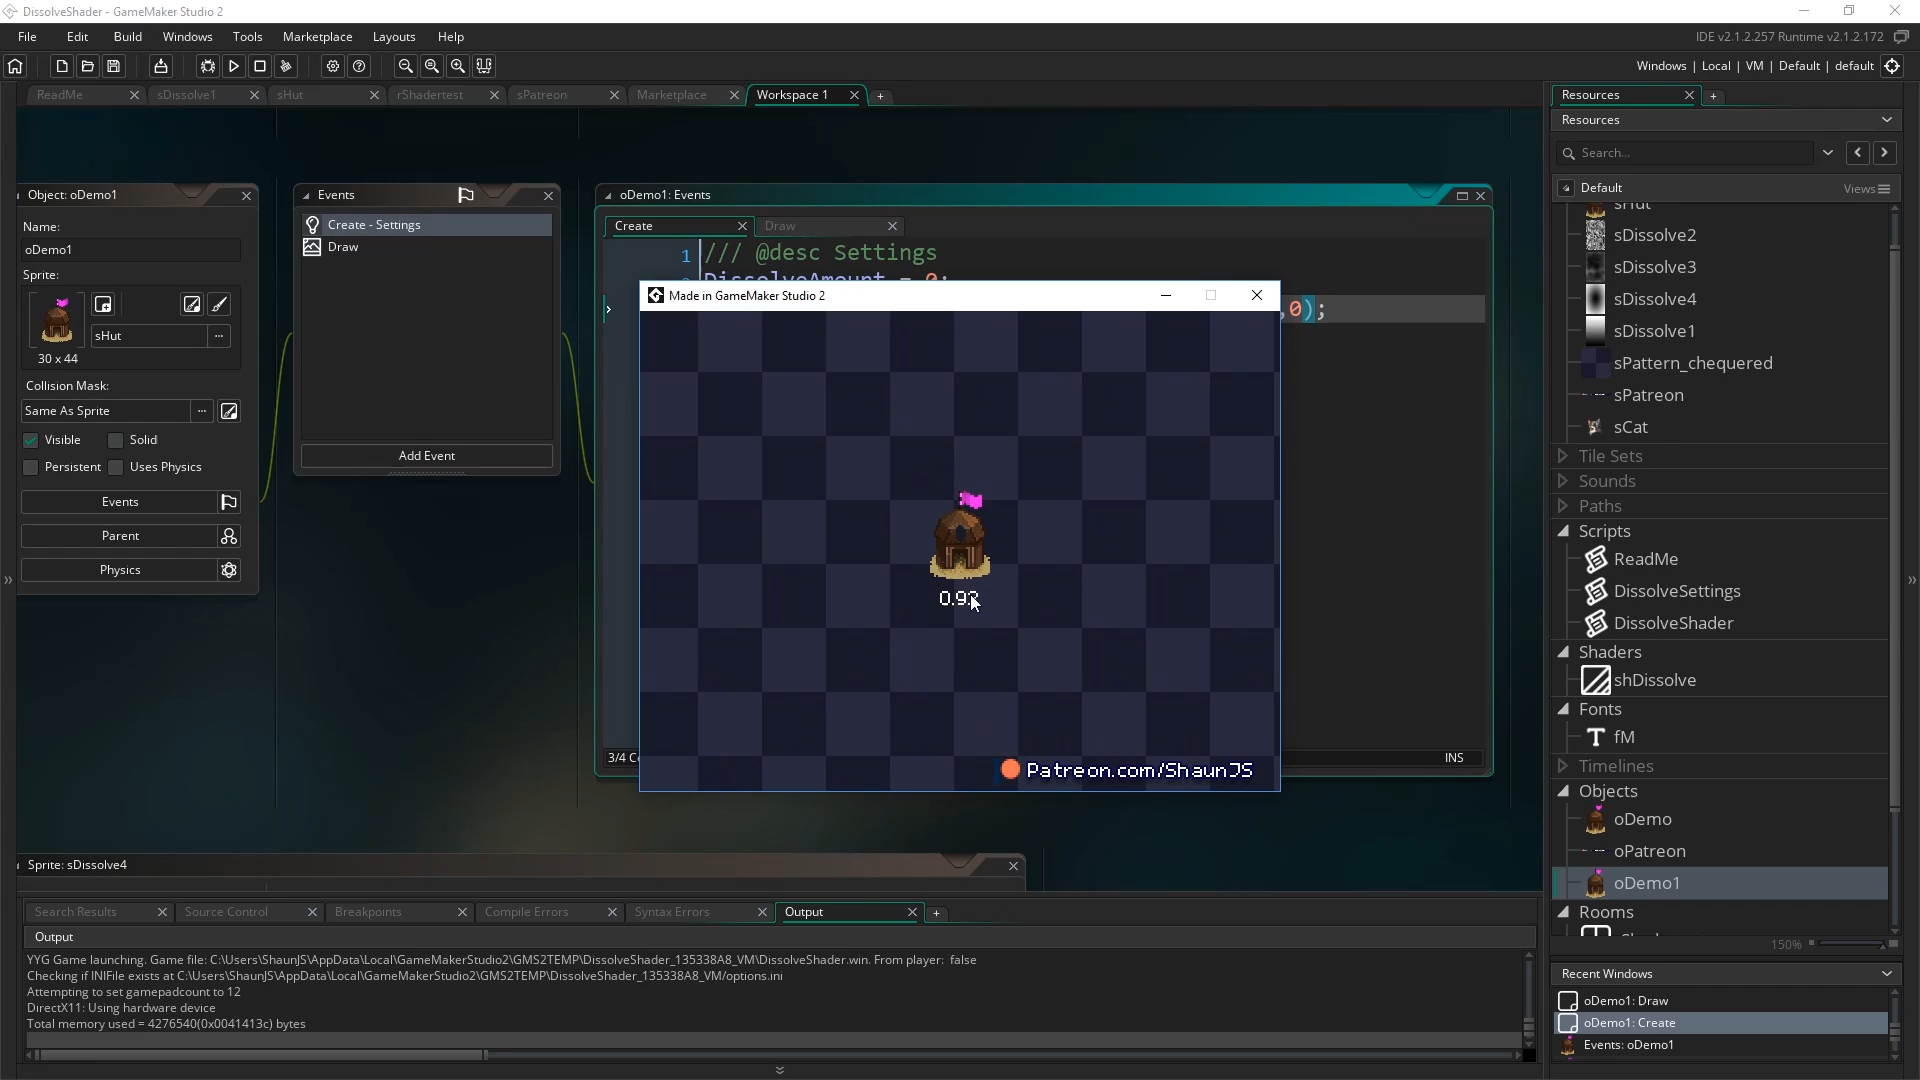 DissolveShader - GameMaker Studio 2
File Edit Build Windows Tools Marketplace Layouts Help
IDE v2.1.2.257 Runtime v2.1.2.172
Windows | Local | VM | Default | default
ReadMe sDissolve1 sHut rShadertest sPatreon Marketplace Workspace 1
Object: oDemo1
Name:
oDemo1
Sprite:
sHut
30 x 44
Collision Mask:
Same As Sprite
Visible Solid
Persistent Uses Physics
Events
Parent
Physics
Events
Create - Settings
Draw
Add Event
oDemo1: Events
Create Draw
1 /// @desc Settings
DissolveAmount = 0;
,0);
3/4 INS
Made in GameMaker Studio 2
Patreon.com/ShaunJS
Sprite: sDissolve4
Search Results Source Control Breakpoints Compile Errors Syntax Errors Output
Output
YYG Game launching. Game file: C:\Users\ShaunJS\AppData\Local\GameMakerStudio2\GMS2TEMP\DissolveShader_135338A8_VM\DissolveShader.win. From player: false
Checking if INIFile exists at C:\Users\ShaunJS\AppData\Local\GameMakerStudio2\GMS2TEMP\DissolveShader_135338A8_VM/options.ini
Attempting to set gamepadcount to 12
DirectX11: Using hardware device
Total memory used = 4276540(0x0041413c) bytes
Resources
Resources
Search...
Default Views
sHut
sDissolve2
sDissolve3
sDissolve4
sDissolve1
sPattern_chequered
sPatreon
sCat
Tile Sets
Sounds
Paths
Scripts
ReadMe
DissolveSettings
DissolveShader
Shaders
shDissolve
Fonts
fM
Timelines
Objects
oDemo
oPatreon
oDemo1
Rooms
150%
Recent Windows
oDemo1: Draw
oDemo1: Create
Events: oDemo1